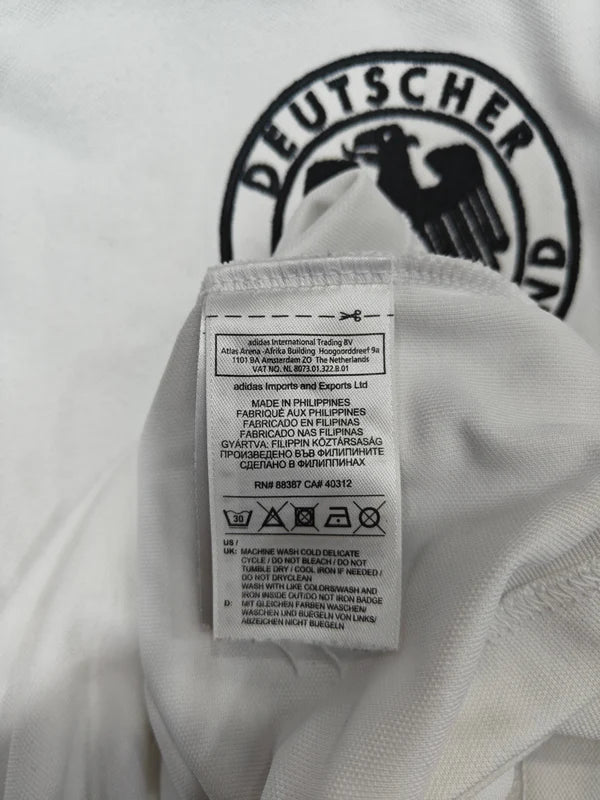 DEUTSCHER
ND
adidas International Trading BV
Atlas Arena -Afrika Building Hoogoorddreef 9a
1101 9A Amsterdam ZO The Netherlands
VAT NO. NL 8073.01.322.B.01
adidas Imports and Exports Ltd
MADE IN PHILIPPINES
FABRIQUÉ AUX PHILIPPINES
FABRICADO EN FILIPINAS
FABRICADO NAS FILIPINAS
GYÁRTVA: FILIPPIN KÖZTÁRSASÁG
ПРОИЗВЕДЕНО ВЪВ ФИЛИПИНИТЕ
СДЕЛАНО В ФИЛИППИНАХ
RN# 88387 CA# 40312
30
US /
UK: MACHINE WASH COLD DELICATE
CYCLE / DO NOT BLEACH / DO NOT
TUMBLE DRY / COOL IRON IF NEEDED /
DO NOT DRYCLEAN
WASH WITH LIKE COLORS/WASH AND
IRON INSIDE OUT/DO NOT IRON BADGE
D: MIT GLEICHEN FARBEN WASCHEN/
WASCHEN UND BUEGELN VON LINKS/
ABZEICHEN NICHT BUEGELN